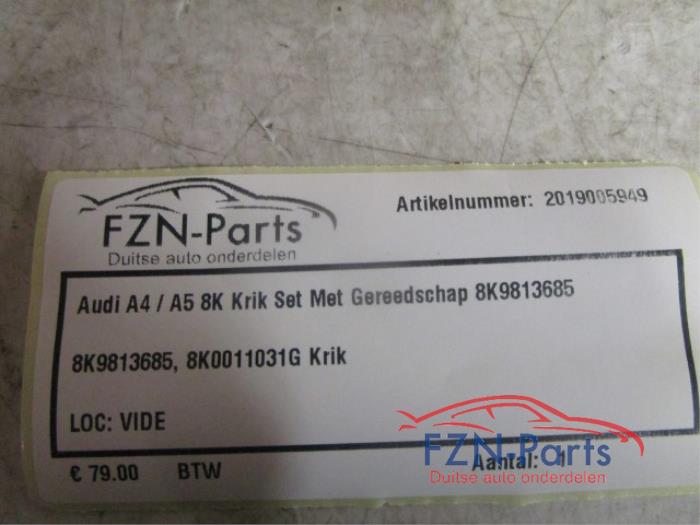 FZN-Parts
Duitse auto onderdelen
Artikelnummer: 2019005949
Audi A4 / A5 8K Krik Set Met Gereedschap 8K9813685
8K9813685, 8K0011031G Krik
LOC: VIDE
€ 79.00 BTW Aantal: 1
FZN-Parts
Duitse auto onderdelen